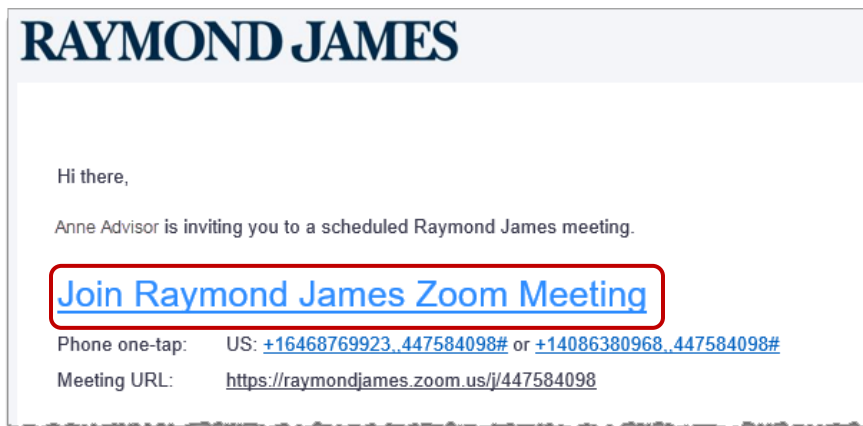 RAYMOND JAMES
Hi there,
Anne Advisor is inviting you to a scheduled Raymond James meeting.
Join Raymond James Zoom Meeting
Phone one-tap: US: +16468769923,,447584098# or +14086380968,,447584098#
Meeting URL: https://raymondjames.zoom.us/j/447584098